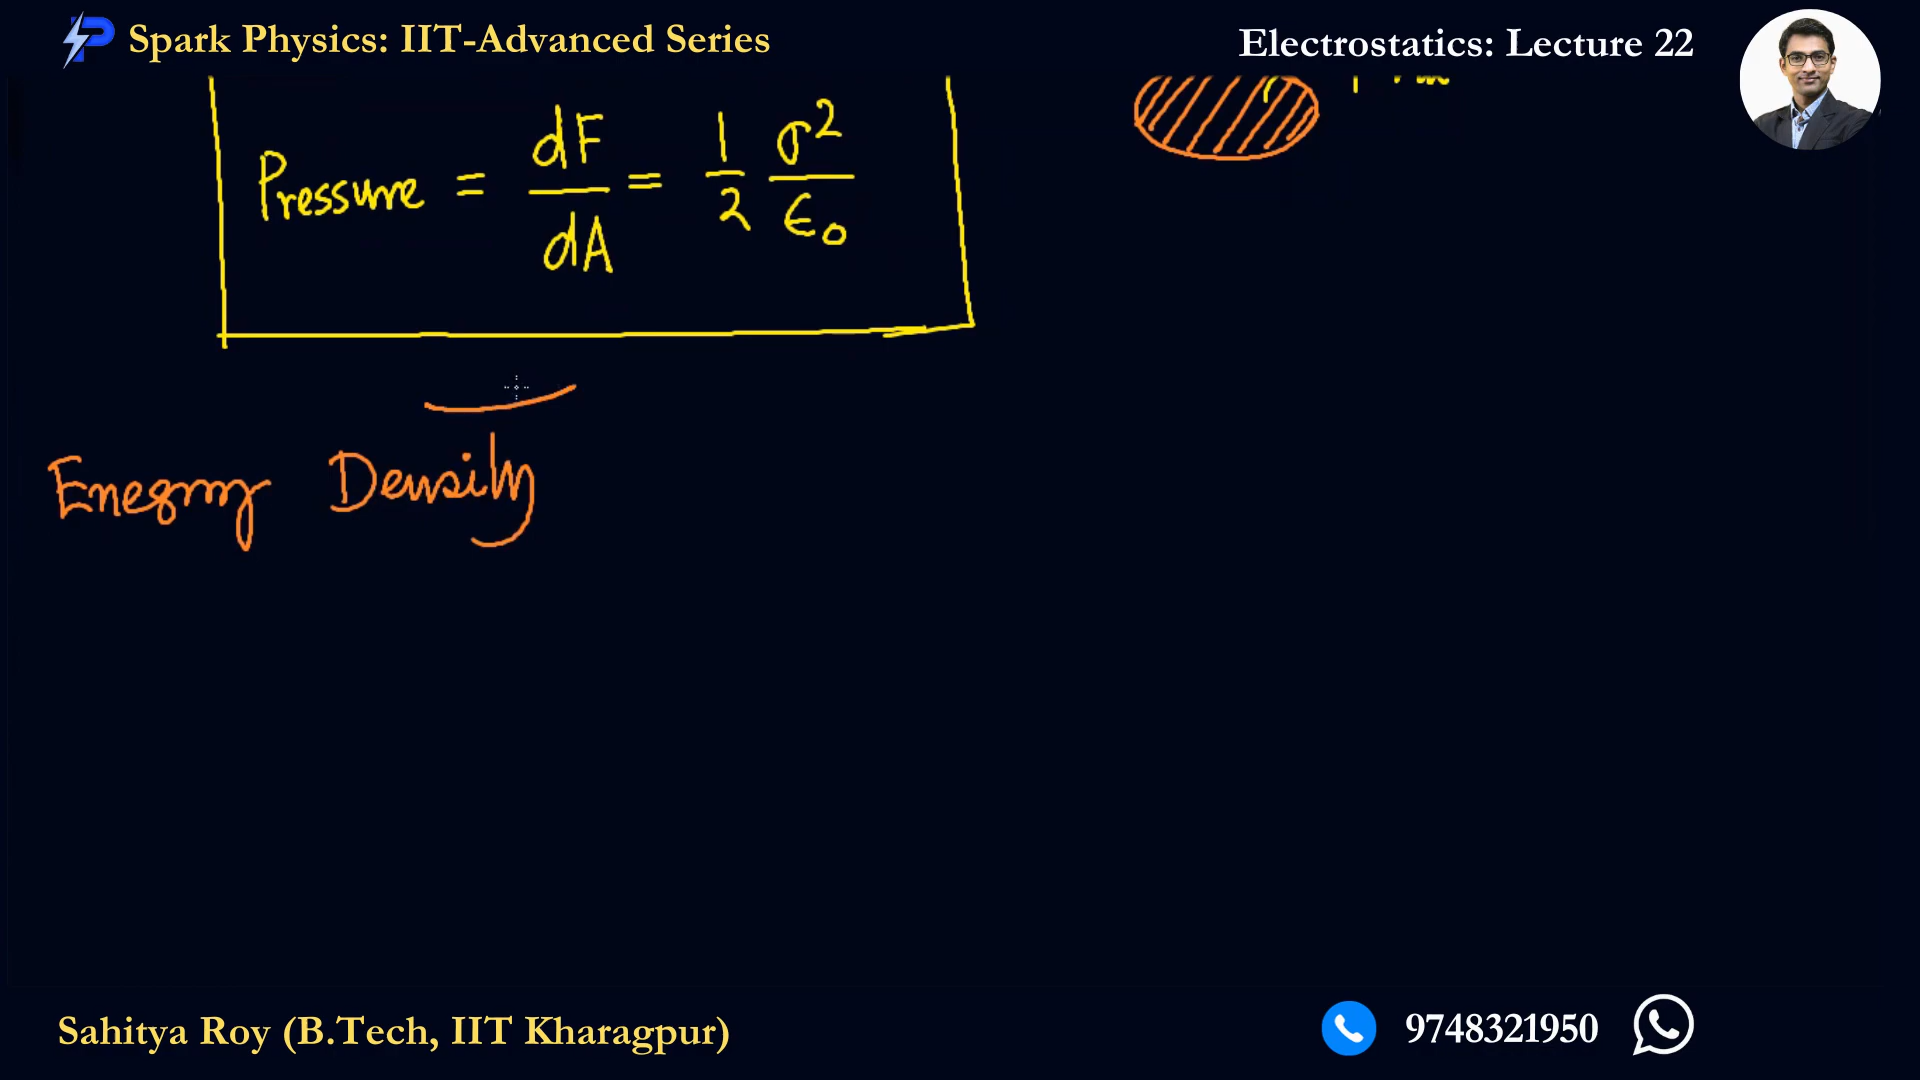 Spark Physics: IIT-Advanced Series
Electrostatics: Lecture 22
Pressure = dF/dA = 1/2 σ²/ε₀
Enegry Density
Sahitya Roy (B.Tech, IIT Kharagpur)
9748321950